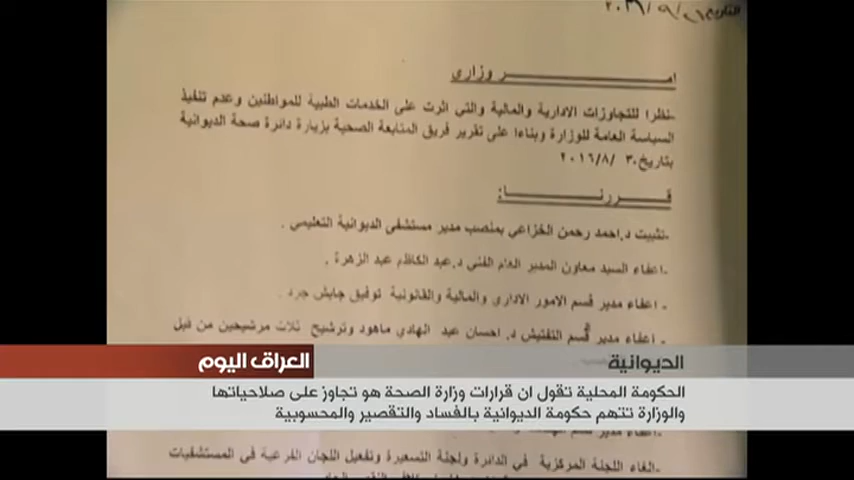 امر وزاري
-نظرا للتجاوزات الادارية والمالية والتي اثرت على الخدمات الطبية للمواطنين وعدم تنفيذ
السياسة العامة للوزارة وبناءا على تقرير فريق المتابعة الصحية بزيارة دائرة صحة الديوانية
بتاريخ ٣٠ /٢٠١٦/٨
قررنا:
-تثبيت د.احمد رحمن الخزاعي بمنصب مدير مستشفى الديوانية التعليمي .
اعفاء السيد معاون المدير العام الفني د.عبد الكاظم عبد الزهرة .
- اعفاء مدير قسم الامور الاداري والمالية والقانونية توفيق جابش
- اعفاء مدير قسم التفتيش د. احسان عبد الهادي ماهود وترشيح ثلاث مرشحين من قبل
الديوانية
العراق اليوم
الحكومة المحلية تقول ان قرارات وزارة الصحة هو تجاوز على صلاحياتها
والوزارة تتهم حكومة الديوانية بالفساد والتقصير والمحسوبية
اعفاء مدير قسم
-الغاء اللجنة المركزية في الدائرة ولجنة التسعيرة وتفعيل اللجان الفرعية في المستشفيات